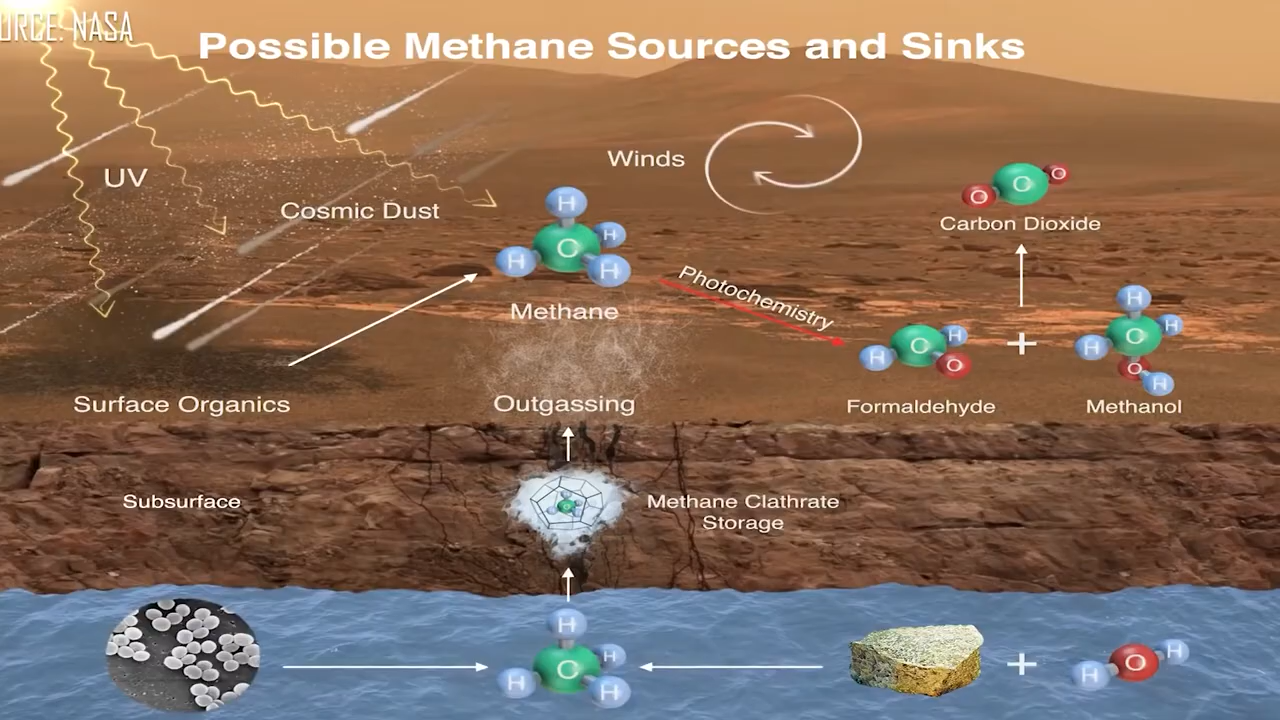 URCE: NASA
Possible Methane Sources and Sinks
Winds
UV
Cosmic Dust
Carbon Dioxide
Methane
Photochemistry
Surface Organics
Outgassing
Formaldehyde
+
Methanol
Subsurface
Methane Clathrate
Storage
+
H
H
C
H
H
O
C
O
H
C
H
O
H
H
C
H
O
H
H
H
C
H
H
H
O
H